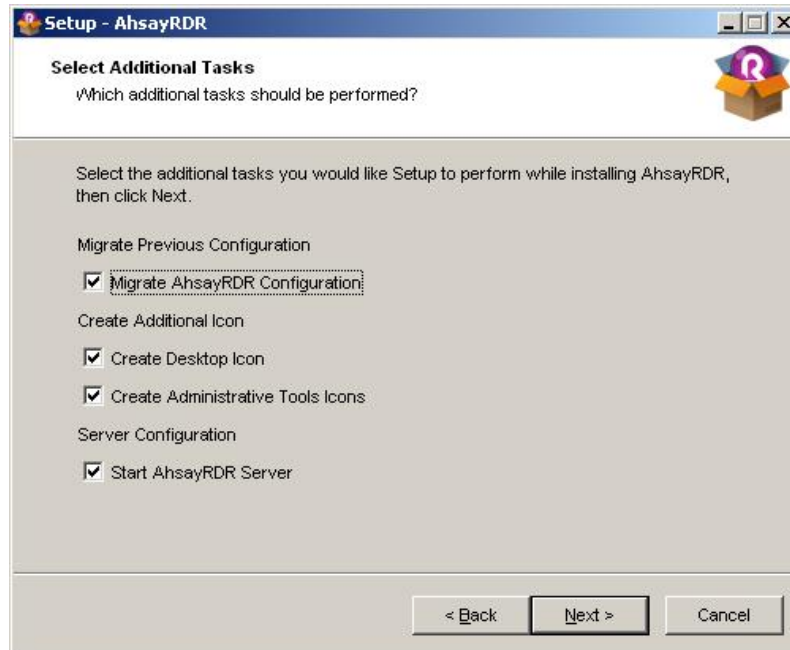 Setup - AhsayRDR
Select Additional Tasks
Which additional tasks should be performed?
R
Select the additional tasks you would like Setup to perform while installing AhsayRDR,
then click Next.
Migrate Previous Configuration
Migrate AhsayRDR Configuration
Create Additional Icon
Create Desktop Icon
Create Administrative Tools Icons
Server Configuration
Start AhsayRDR Server
< Back Next > Cancel